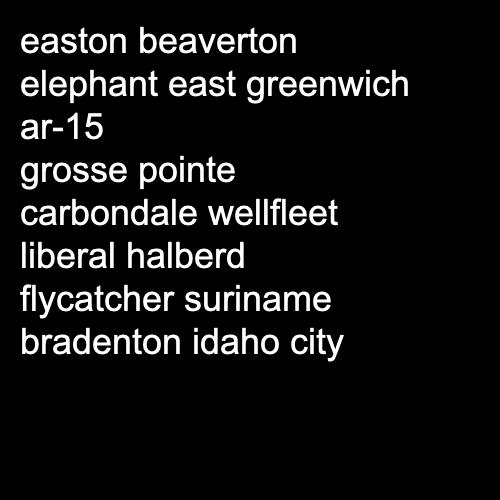 easton beaverton
elephant east greenwich
ar-15
grosse pointe
carbondale wellfleet
liberal halberd
flycatcher suriname
bradenton idaho city